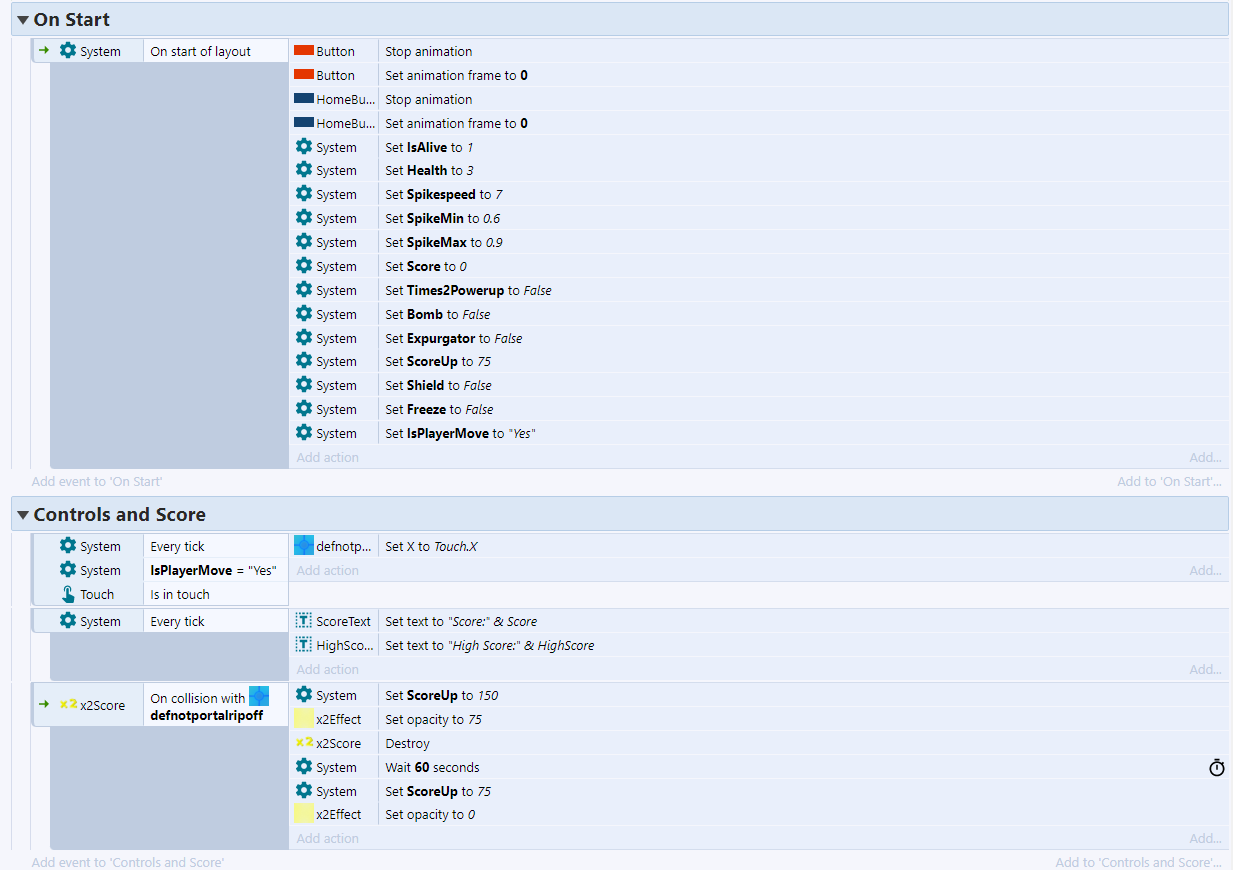 On Start
System On start of layout Button Stop animation
Button Set animation frame to 0
HomeBu... Stop animation
HomeBu... Set animation frame to 0
System Set IsAlive to 1
System Set Health to 3
System Set Spikespeed to 7
System Set SpikeMin to 0.6
System Set SpikeMax to 0.9
System Set Score to 0
System Set Times2Powerup to False
System Set Bomb to False
System Set Expurgator to False
System Set ScoreUp to 75
System Set Shield to False
System Set Freeze to False
System Set IsPlayerMove to "Yes"
Add action Add...
Add event to 'On Start' Add to 'On Start'...
Controls and Score
System Every tick defnotp... Set X to Touch.X
System IsPlayerMove = "Yes" Add action Add...
Touch Is in touch
System Every tick ScoreText Set text to "Score:" & Score
HighSco... Set text to "High Score:" & HighScore
Add action Add...
x2 x2Score On collision with defnotportalripoff System Set ScoreUp to 150
x2Effect Set opacity to 75
x2 x2Score Destroy
System Wait 60 seconds
System Set ScoreUp to 75
x2Effect Set opacity to 0
Add action Add...
Add event to 'Controls and Score' Add to 'Controls and Score'...